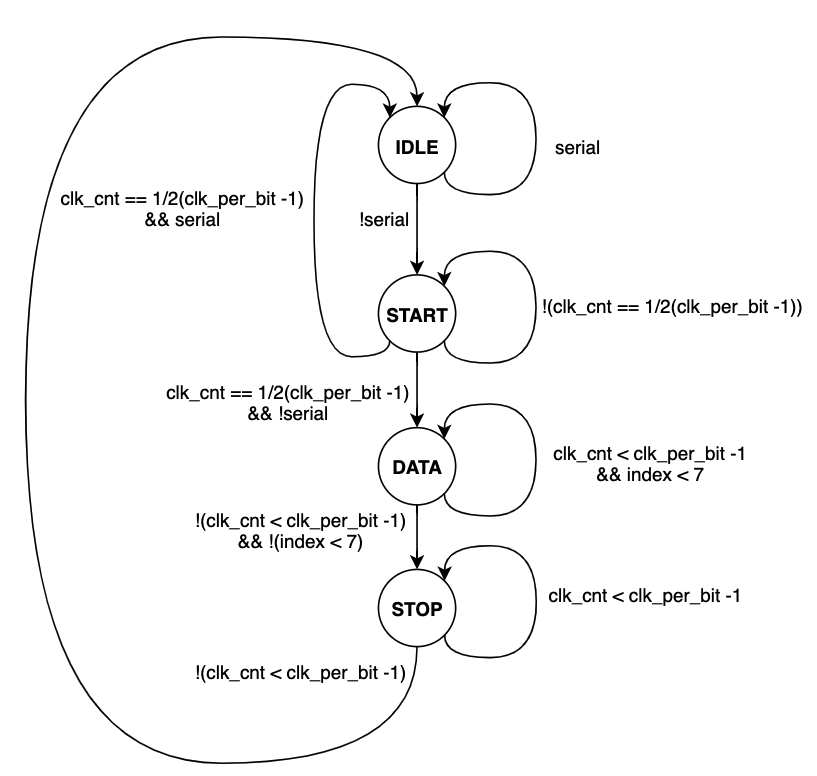 IDLE
serial
clk_cnt == 1/2(clk_per_bit -1)
&& serial
!serial
START
!(clk_cnt == 1/2(clk_per_bit -1))
clk_cnt == 1/2(clk_per_bit -1)
&& !serial
DATA
clk_cnt < clk_per_bit -1
&& index < 7
!(clk_cnt < clk_per_bit -1)
&& !(index < 7)
STOP
clk_cnt < clk_per_bit -1
!(clk_cnt < clk_per_bit -1)